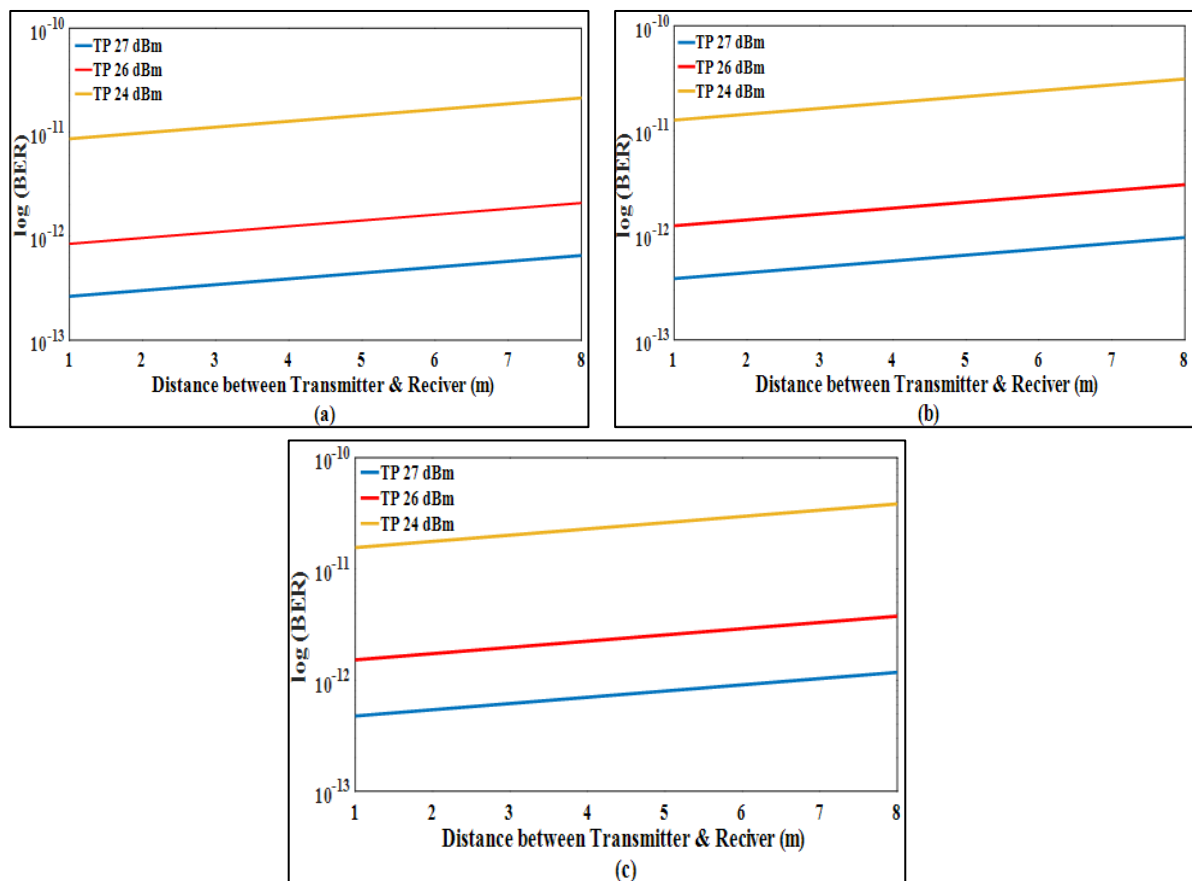 10-10
TP 27 dBm
TP 26 dBm
TP 24 dBm
10-11
log (BER)
10-12
10-13
1 2 3 4 5 6 7 8
Distance between Transmitter & Reciver (m)
(a)
10-10
TP 27 dBm
TP 26 dBm
TP 24 dBm
10-11
log (BER)
10-12
10-13
1 2 3 4 5 6 7 8
Distance between Transmitter & Reciver (m)
(b)
10-10
TP 27 dBm
TP 26 dBm
TP 24 dBm
10-11
log (BER)
10-12
10-13
1 2 3 4 5 6 7 8
Distance between Transmitter & Reciver (m)
(c)